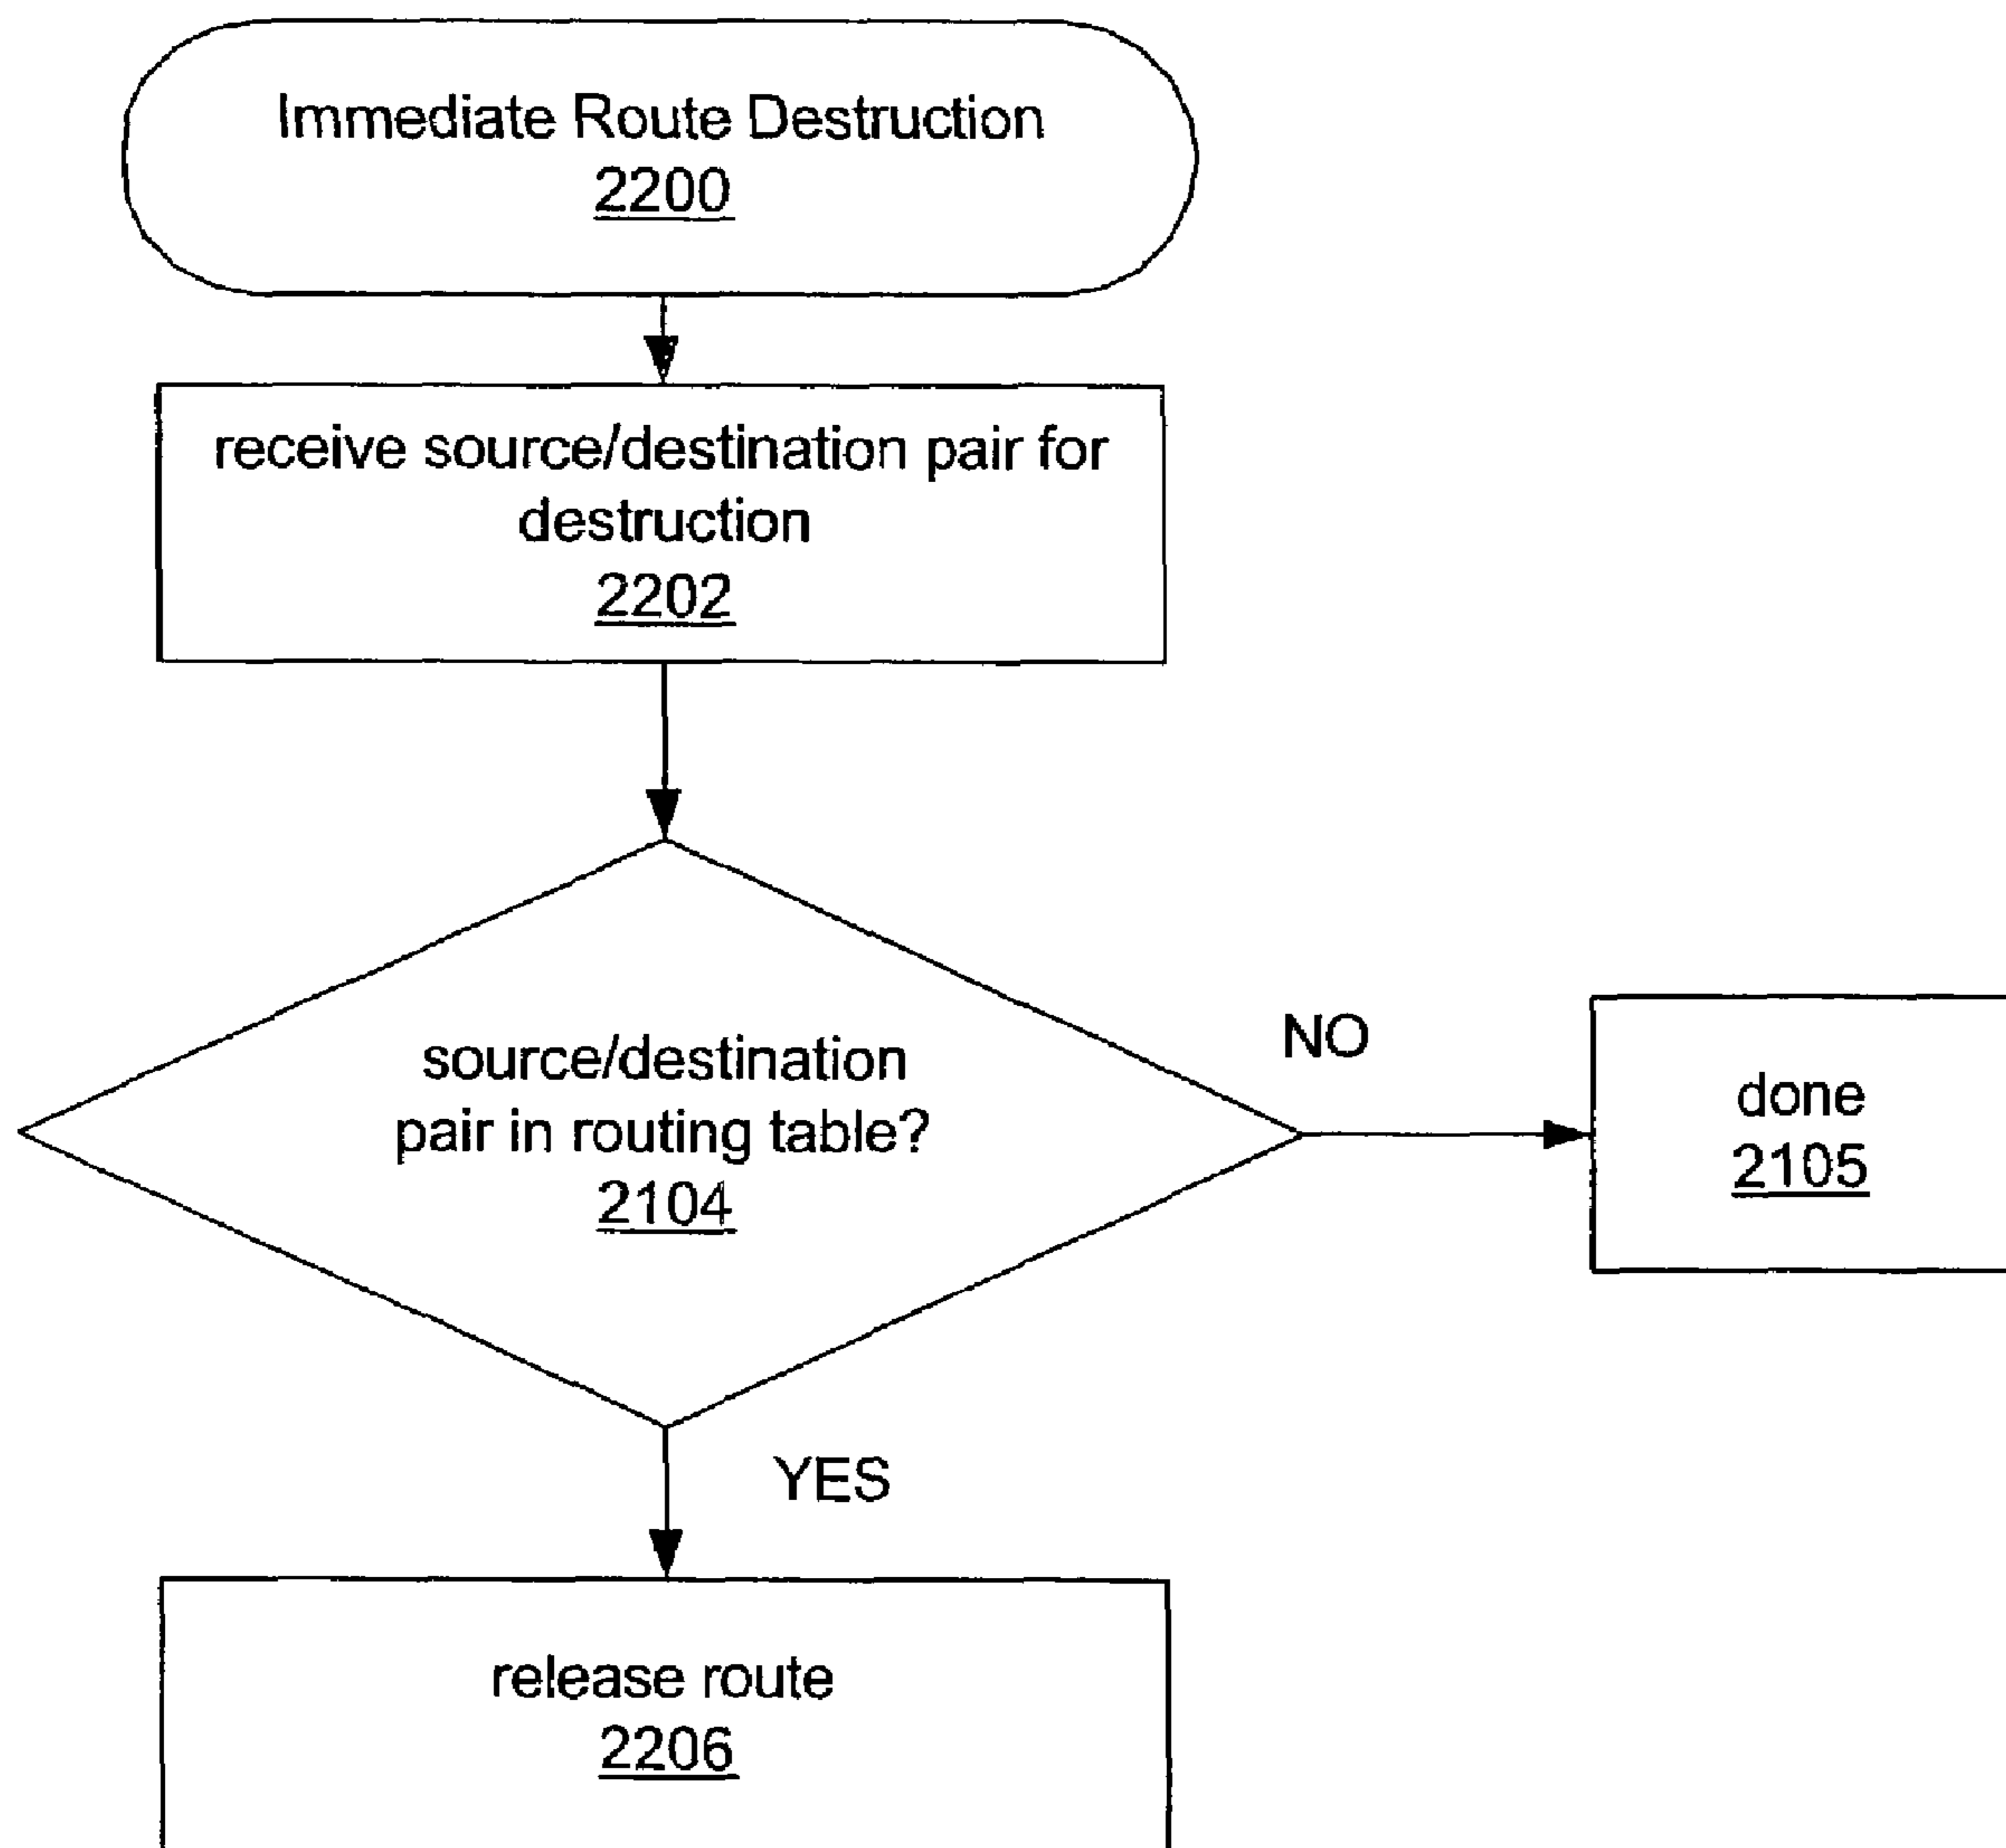 Immediate Route Destruction
2200
receive source/destination pair for
destruction
2202
source/destination
pair in routing table?
2104
NO
done
2105
YES
release route
2206